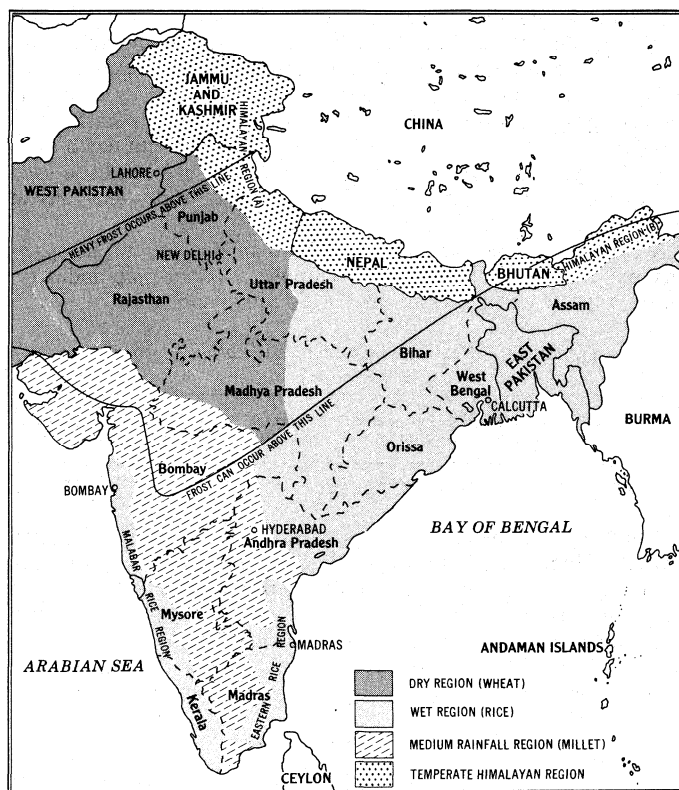 JAMMU
AND
KASHMIR
HIMALAYAN
REGION (A)
CHINA
LAHORE
WEST PAKISTAN
HEAVY FROST OCCURS ABOVE THIS LINE
Punjab
NEW DELHI
NEPAL
BHUTAN
HIMALAYAN REGION (B)
Rajasthan
Uttar Pradesh
Assam
Bihar
EAST
PAKISTAN
Madhya Pradesh
West
Bengal
CALCUTTA
BURMA
Bombay
FROST CAN OCCUR ABOVE THIS LINE
Orissa
BOMBAY
HYDERABAD
Andhra Pradesh
BAY OF BENGAL
MALABAR RICE REGION
Mysore
EASTERN RICE REGION
MADRAS
ANDAMAN ISLANDS
ARABIAN SEA
Kerala
Madras
CEYLON
DRY REGION (WHEAT)
WET REGION (RICE)
MEDIUM RAINFALL REGION (MILLET)
TEMPERATE HIMALAYAN REGION